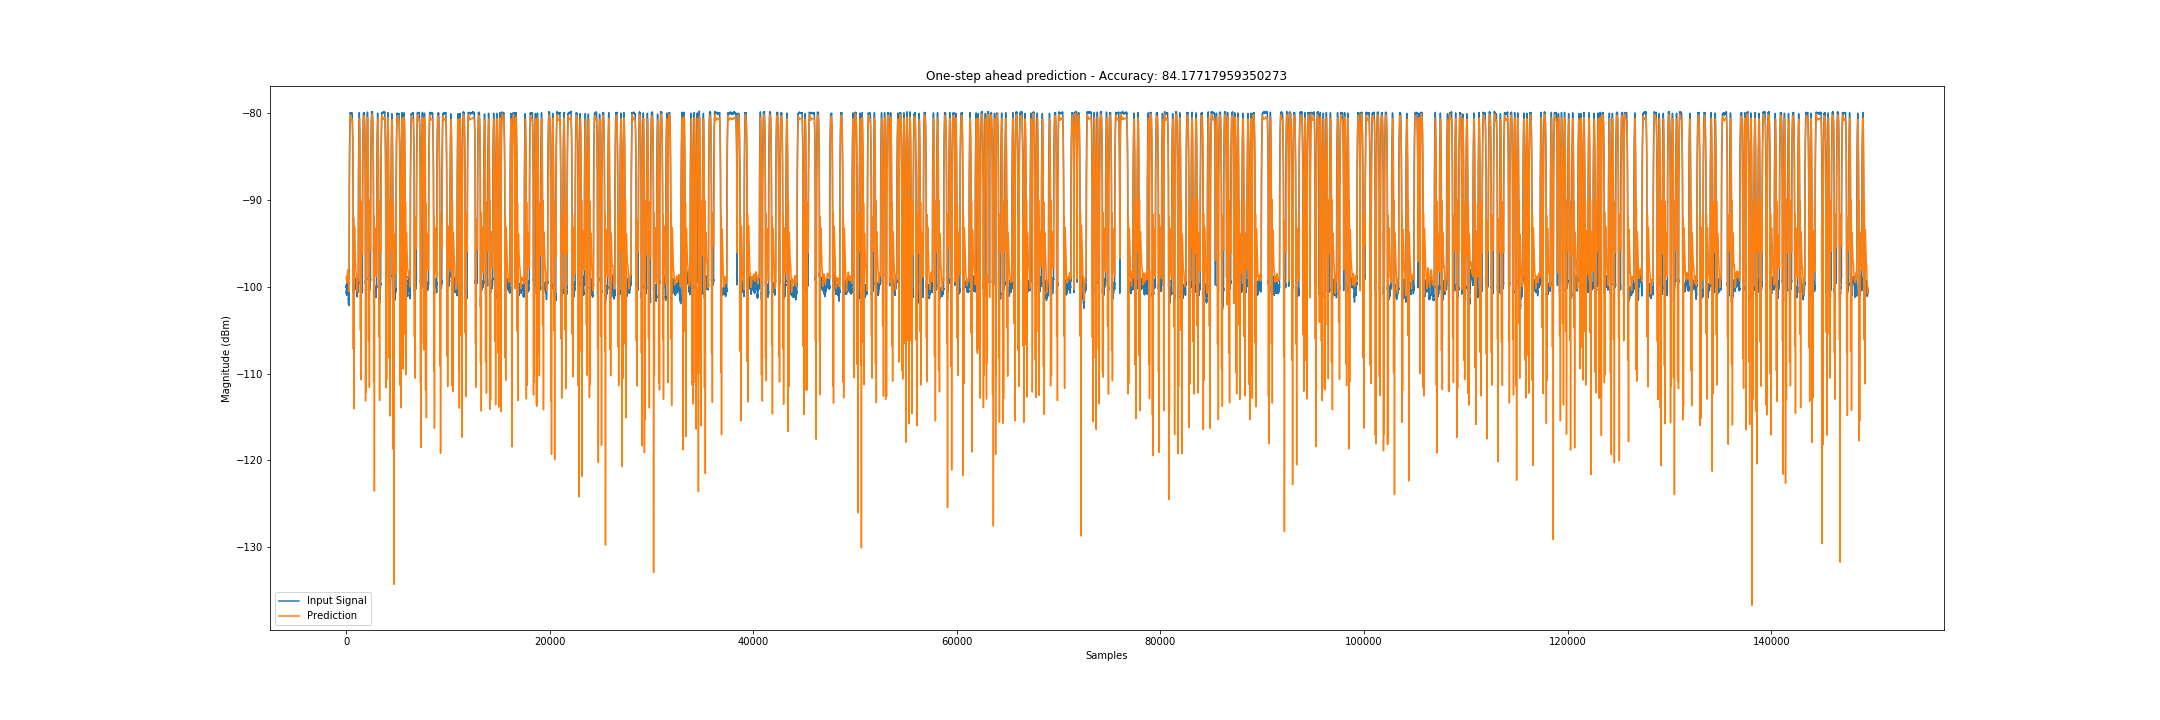 One-step ahead prediction - Accuracy: 84.17717959350273
−80
−90
−100
−110
−120
−130
Magnitude (dBm)
Input Signal
Prediction
0 20000 40000 60000 80000 100000 120000 140000
Samples